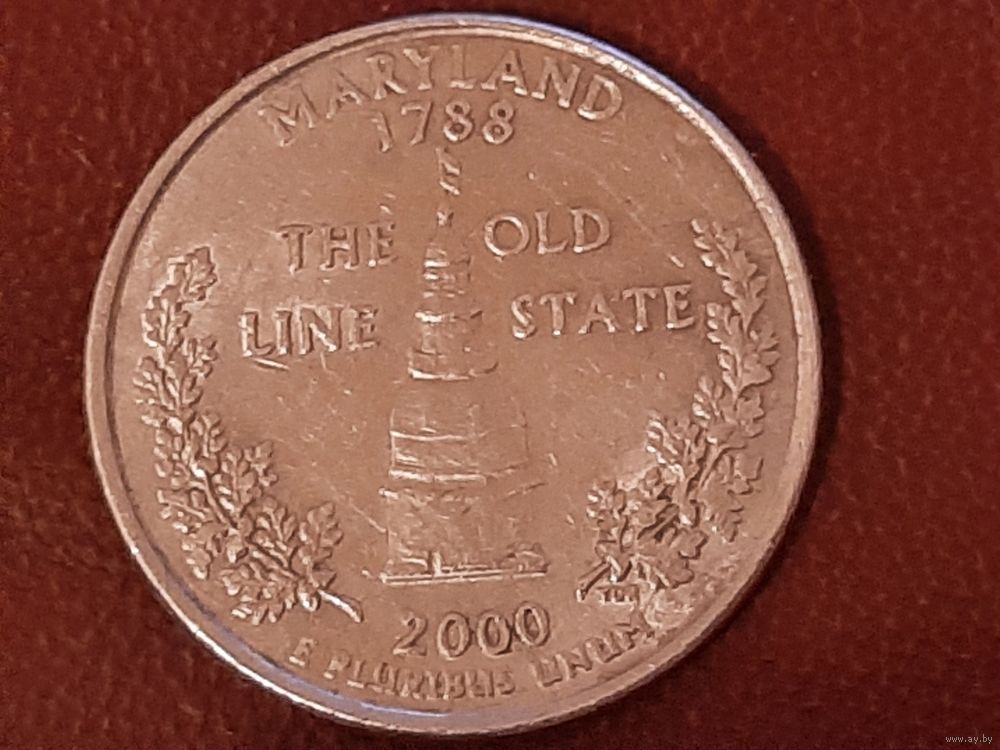 MARYLAND
1788
THE OLD
LINE STATE
2000
E PLURIBUS UNUM
www.ay.by